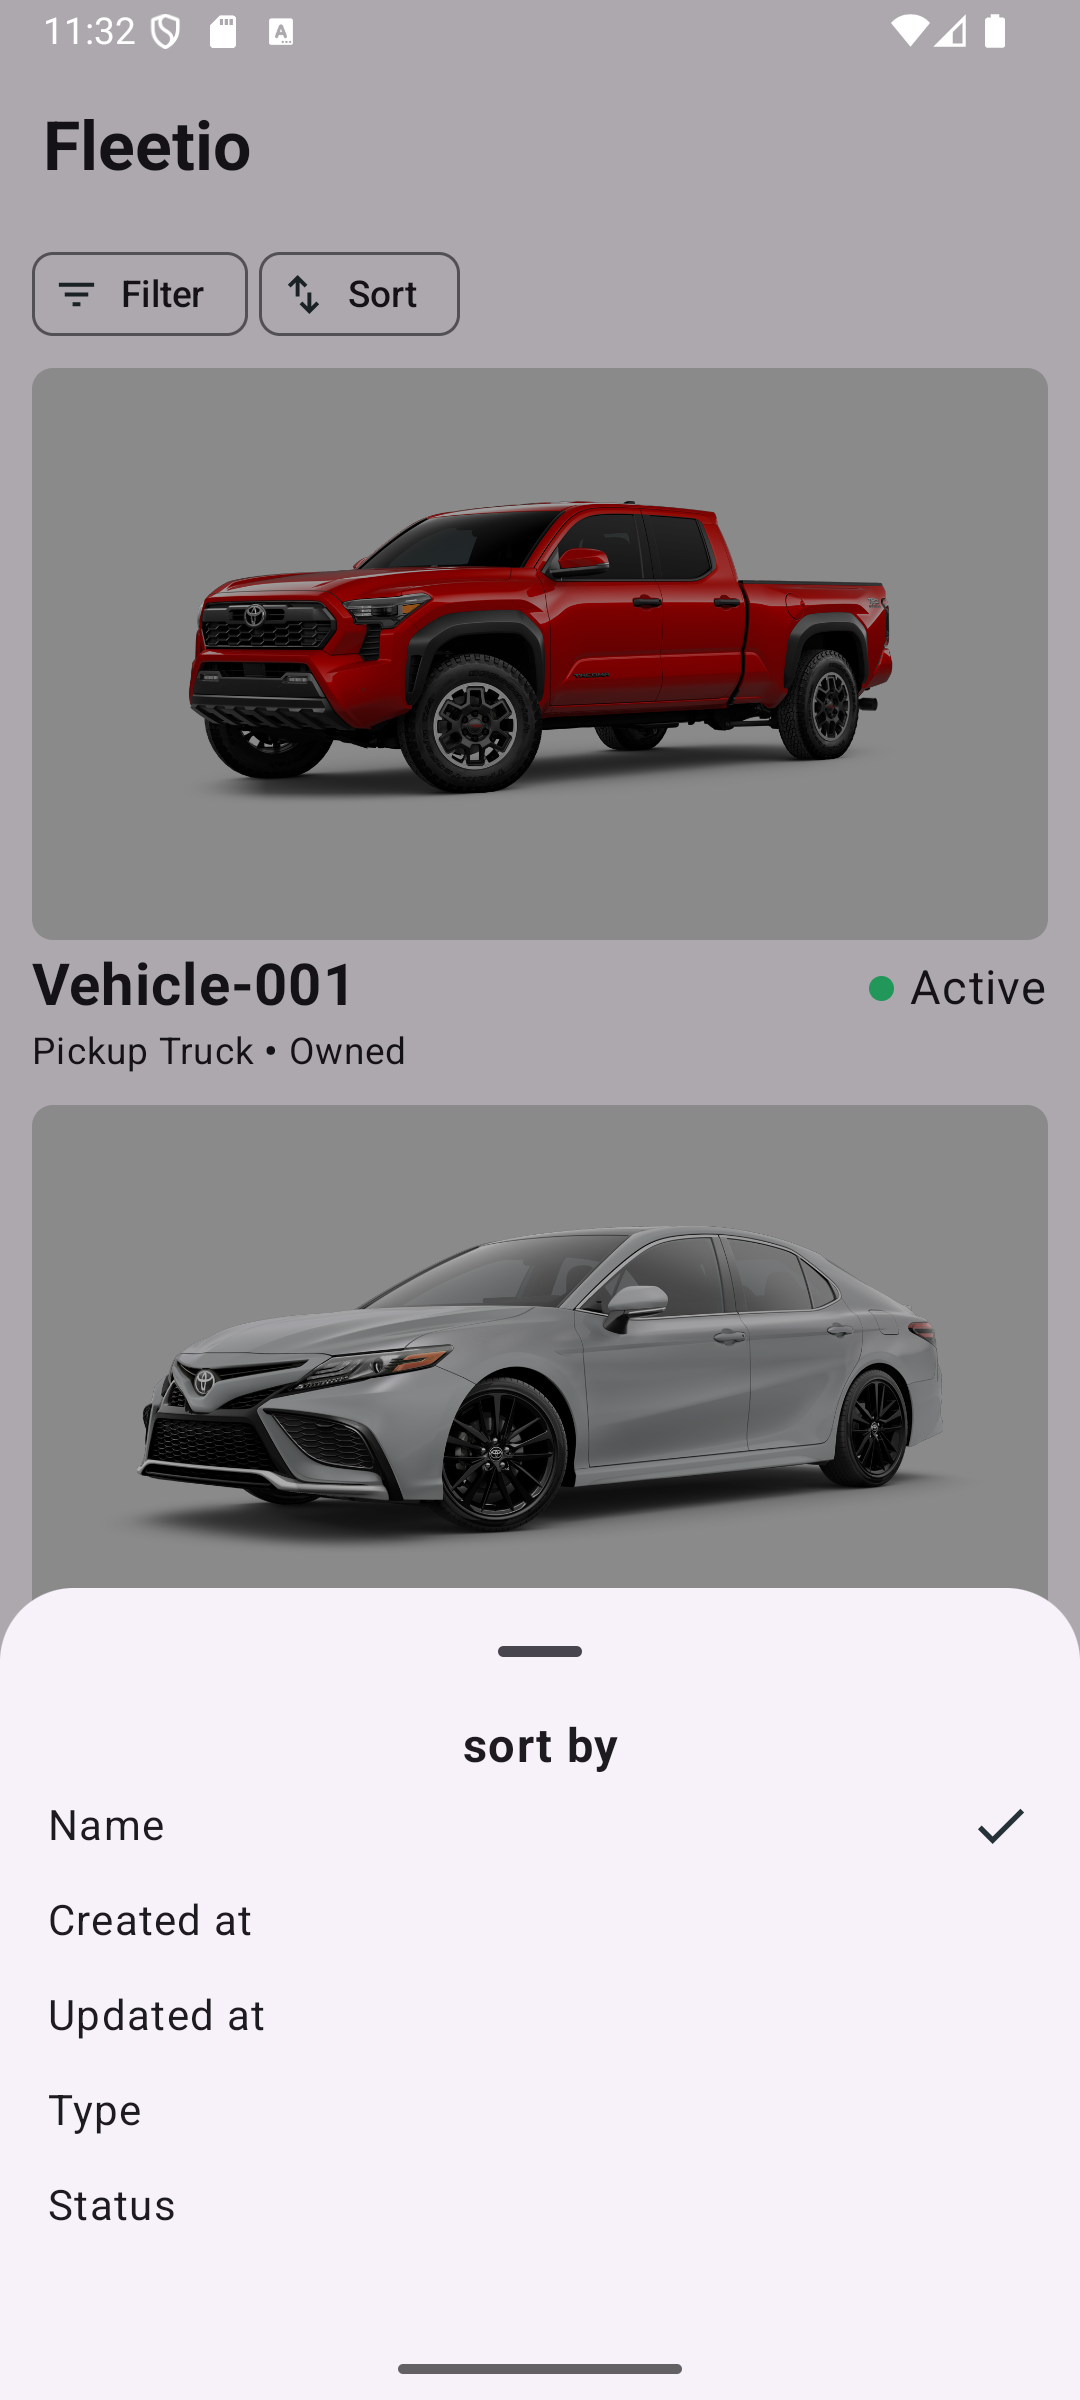 11:32
Fleetio
Filter Sort
Vehicle-001 Active
Pickup Truck • Owned
sort by
Name
Created at
Updated at
Type
Status